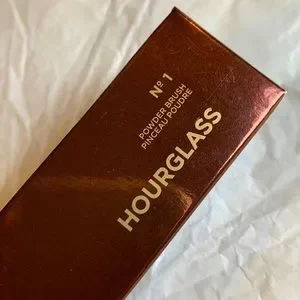 Nº 1
POWDER BRUSH
PINCEAU POUDRE
HOURGLASS